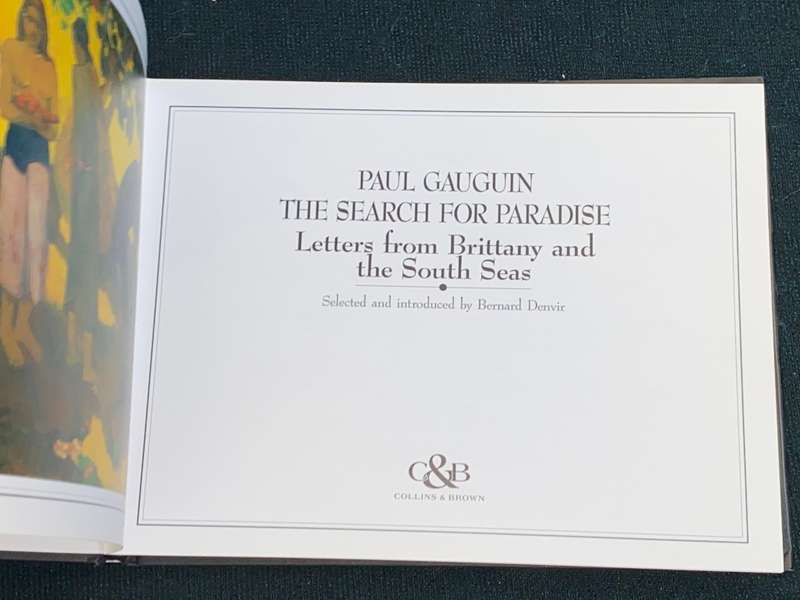 PAUL GAUGUIN
THE SEARCH FOR PARADISE
Letters from Brittany and
the South Seas
Selected and introduced by Bernard Denvir
C&B
COLLINS & BROWN